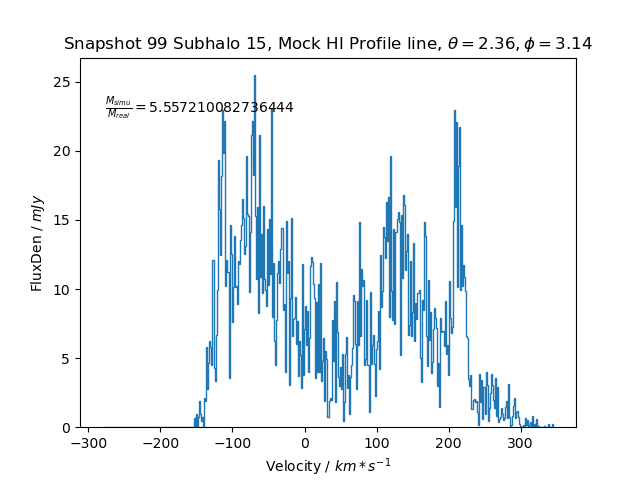 Snapshot 99 Subhalo 15, Mock HI Profile line, θ = 2.36, ϕ = 3.14
M_simu/M_real = 5.557210082736444
FluxDen / mJy
25
20
15
10
5
0
−300 −200 −100 0 100 200 300
Velocity / km * s⁻¹